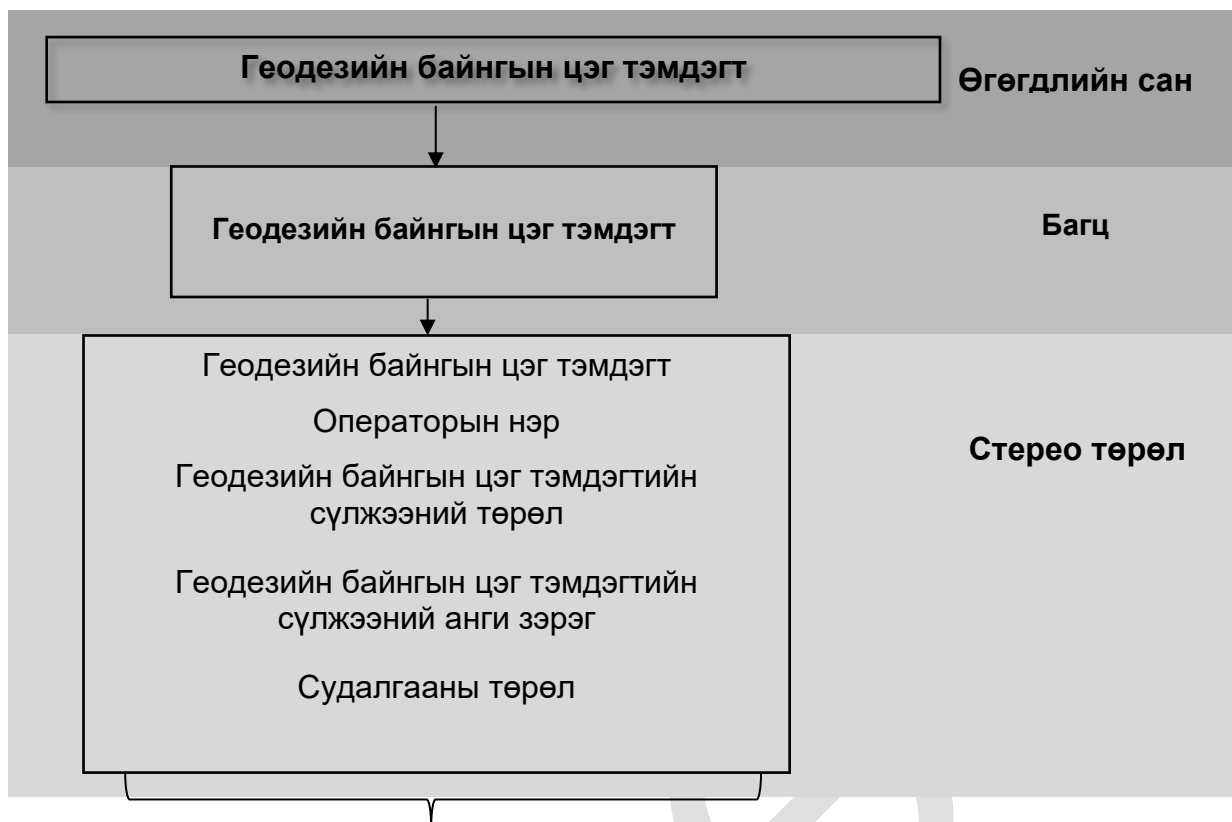 Геодезийн байнгын цэг тэмдэгт
Өгөгдлийн сан
Геодезийн байнгын цэг тэмдэгт
Багц
Геодезийн байнгын цэг тэмдэгт
Операторын нэр
Стерео төрөл
Геодезийн байнгын цэг тэмдэгтийн
сүлжээний төрөл
Геодезийн байнгын цэг тэмдэгтийн
сүлжээний анги зэрэг
Судалгааны төрөл